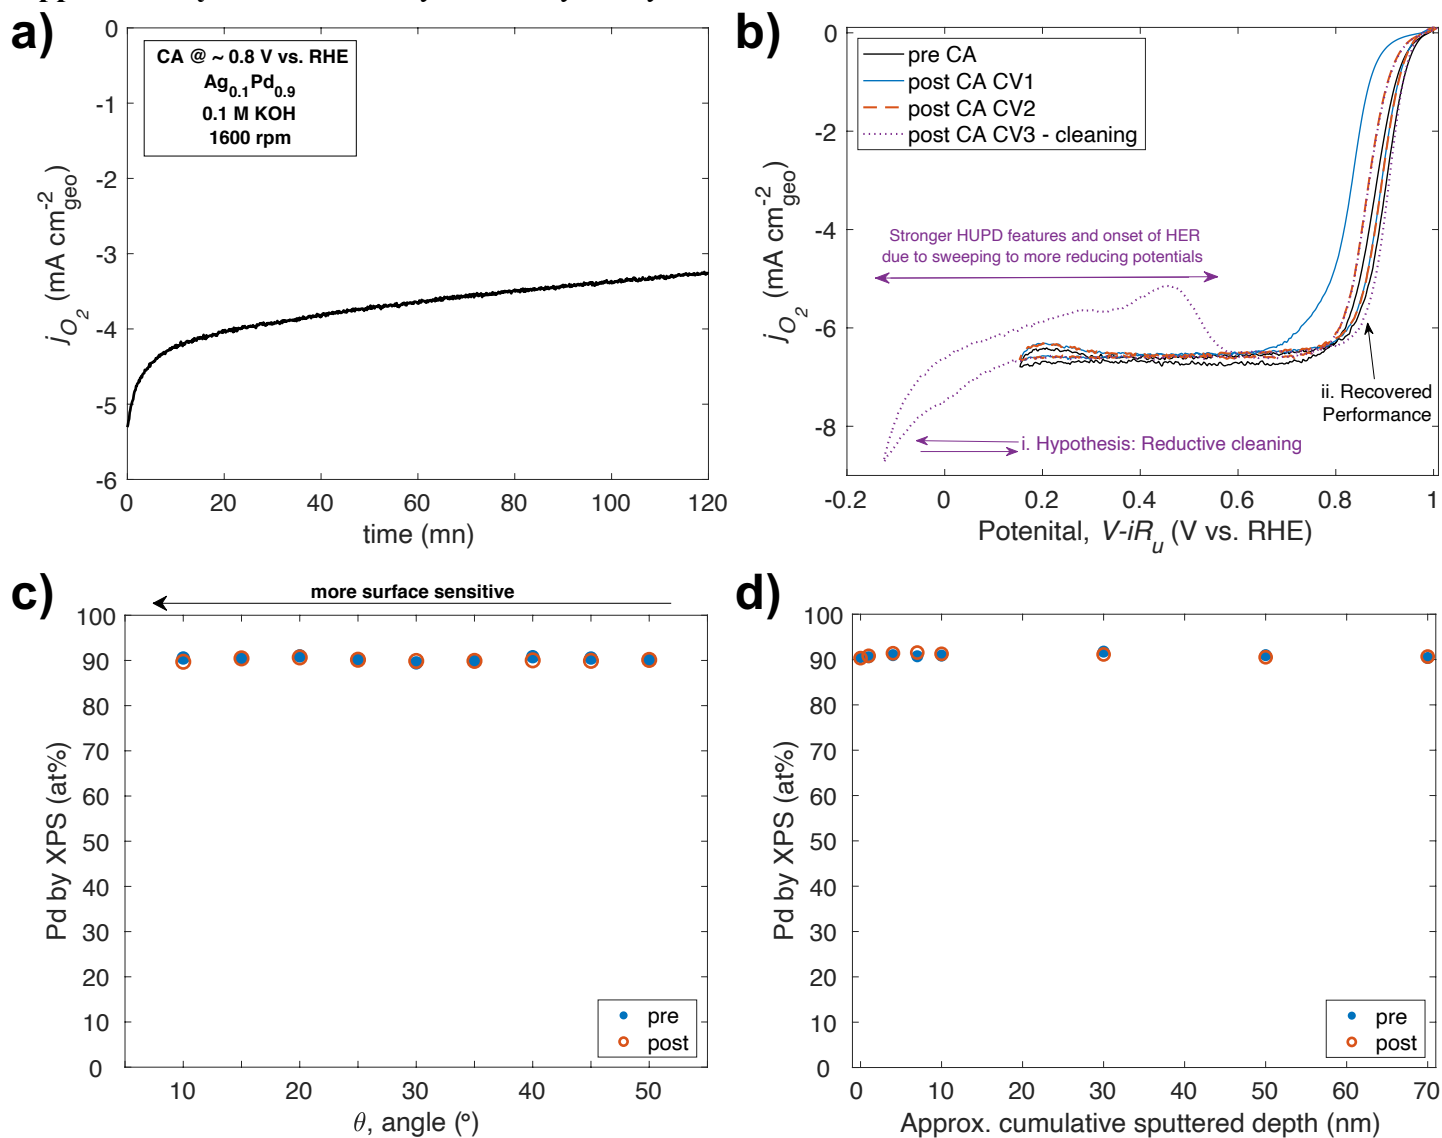 a)
CA @ ~ 0.8 V vs. RHE
Ag0.1Pd0.9
0.1 M KOH
1600 rpm
0
-1
-2
-3
-4
-5
-6
0
20
40
60
80
100
120
jO2 (mA cm-2geo)
time (mn)
b)
pre CA
post CA CV1
post CA CV2
post CA CV3 - cleaning
Stronger HUPD features and onset of HER
due to sweeping to more reducing potentials
ii. Recovered
Performance
i. Hypothesis: Reductive cleaning
0
-2
-4
-6
-8
-0.2
0
0.2
0.4
0.6
0.8
1
jO2 (mA cm-2geo)
Potenital, V-iRu (V vs. RHE)
c)
more surface sensitive
100
90
80
70
60
50
40
30
20
10
0
10
20
30
40
50
pre
post
Pd by XPS (at%)
θ, angle (°)
d)
100
90
80
70
60
50
40
30
20
10
0
0
10
20
30
40
50
60
70
pre
post
Pd by XPS (at%)
Approx. cumulative sputtered depth (nm)